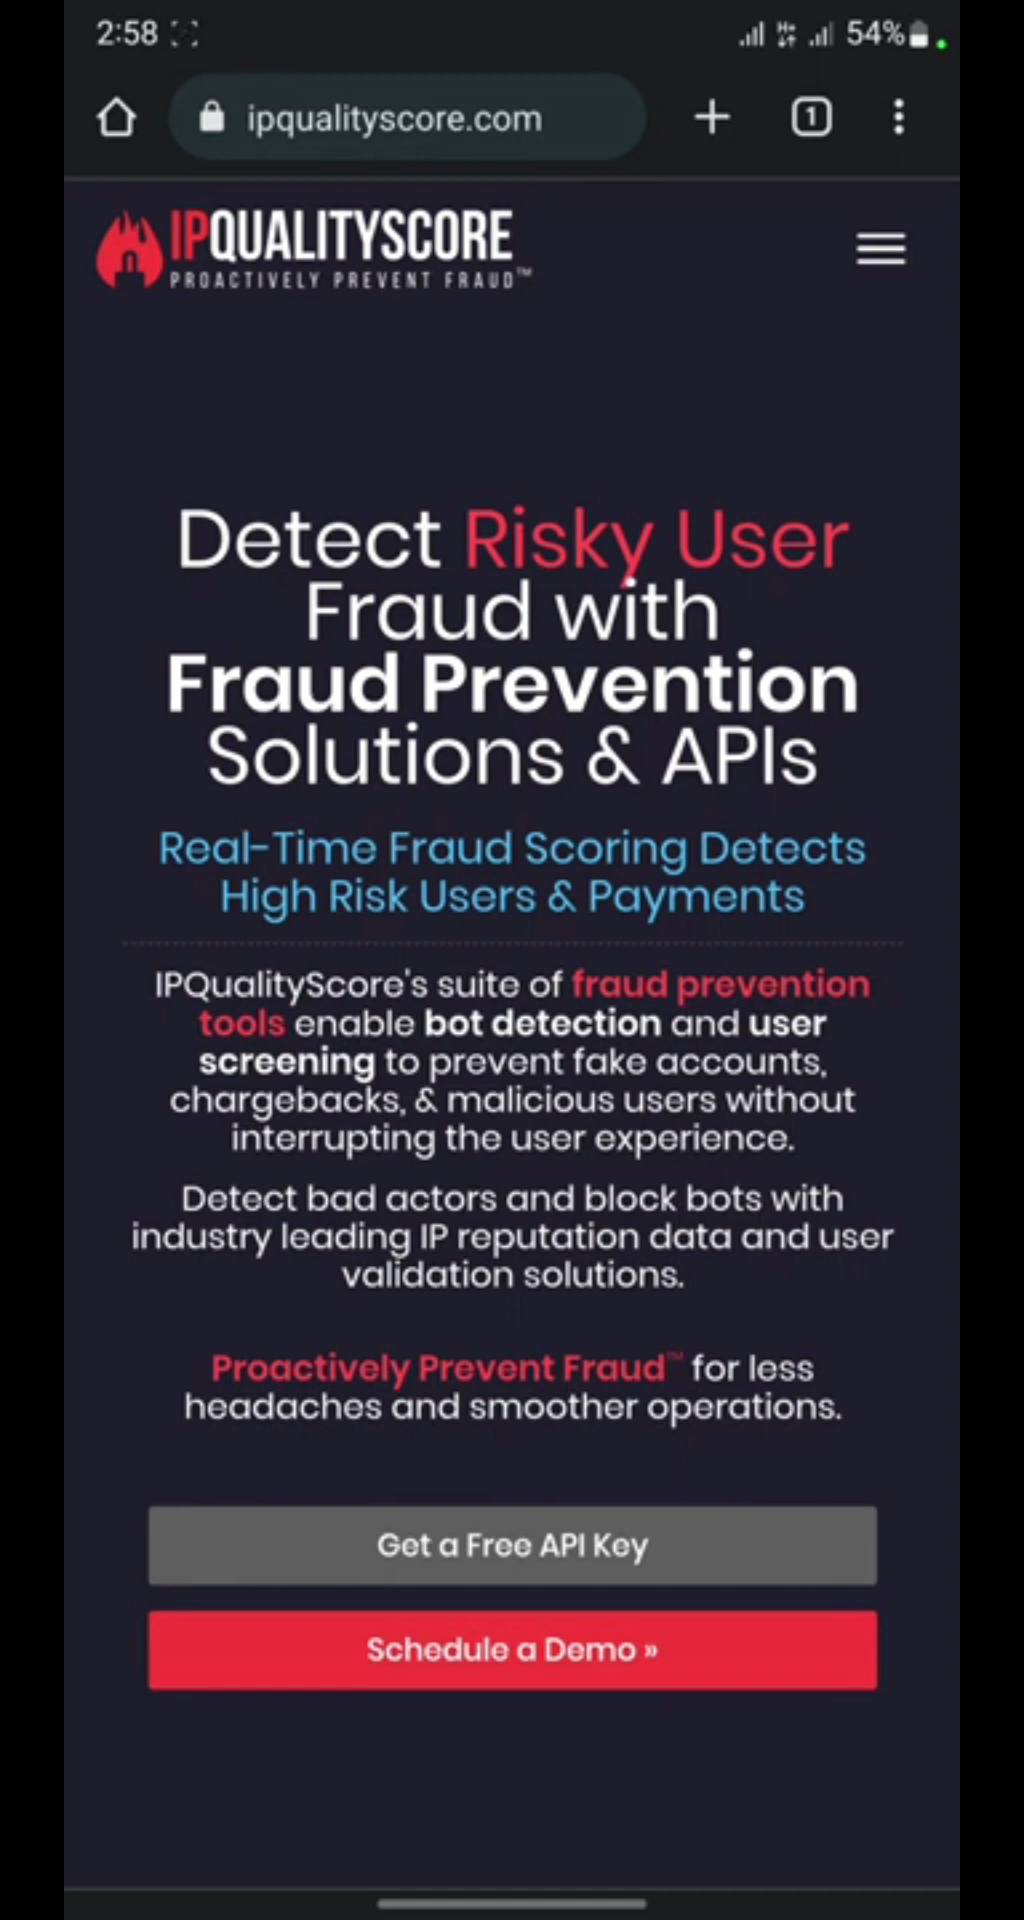 2:58 54%
ipqualityscore.com 1
IPQUALITYSCORE
PROACTIVELY PREVENT FRAUD™
Detect Risky User
Fraud with
Fraud Prevention
Solutions & APIs
Real-Time Fraud Scoring Detects
High Risk Users & Payments
IPQualityScore's suite of fraud prevention
tools enable bot detection and user
screening to prevent fake accounts,
chargebacks, & malicious users without
interrupting the user experience.
Detect bad actors and block bots with
industry leading IP reputation data and user
validation solutions.
Proactively Prevent Fraud™ for less
headaches and smoother operations.
Get a Free API Key
Schedule a Demo »